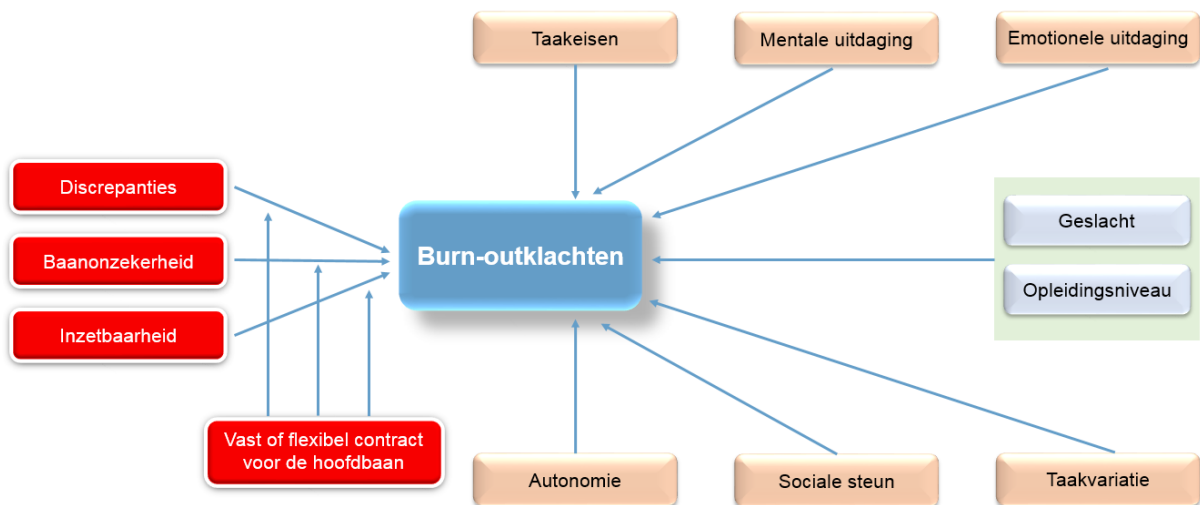 Taakeisen
Mentale uitdaging
Emotionele uitdaging
Discrepanties
Baanonzekerheid
Inzetbaarheid
Burn-outklachten
Geslacht
Opleidingsniveau
Vast of flexibel contract
voor de hoofdbaan
Autonomie
Sociale steun
Taakvariatie